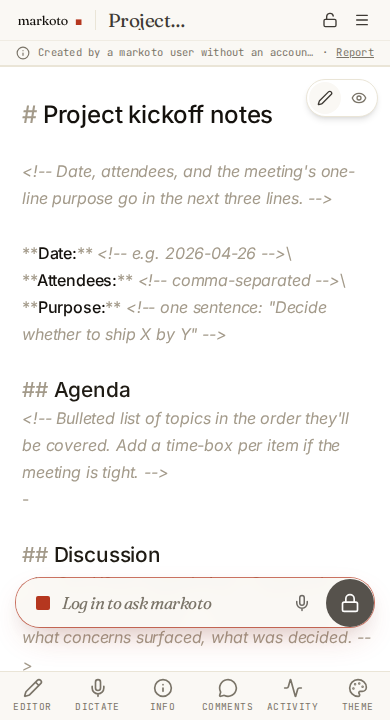 markoto
Project...
Created by a markoto user without an accoun… · Report
# Project kickoff notes
<!-- Date, attendees, and the meeting's one-
line purpose go in the next three lines. -->
**Date:** <!-- e.g. 2026-04-26 -->\
**Attendees:** <!-- comma-separated -->\
**Purpose:** <!-- one sentence: "Decide
whether to ship X by Y" -->
## Agenda
<!-- Bulleted list of topics in the order they'll
be covered. Add a time-box per item if the
meeting is tight. -->
-
## Discussion
Log in to ask markoto
what concerns surfaced, what was decided. --
>
EDITOR DICTATE INFO COMMENTS ACTIVITY THEME